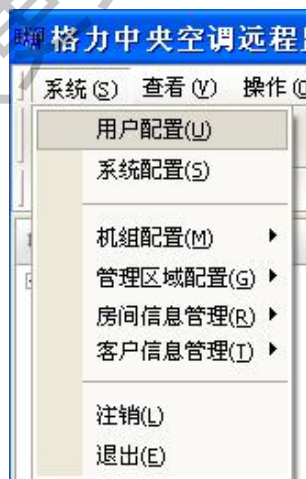 格力中央空调远程
系统(S) 查看(V) 操作(
用户配置(U)
系统配置(S)
机组配置(M)
管理区域配置(G)
房间信息管理(R)
客户信息管理(T)
注销(L)
退出(E)